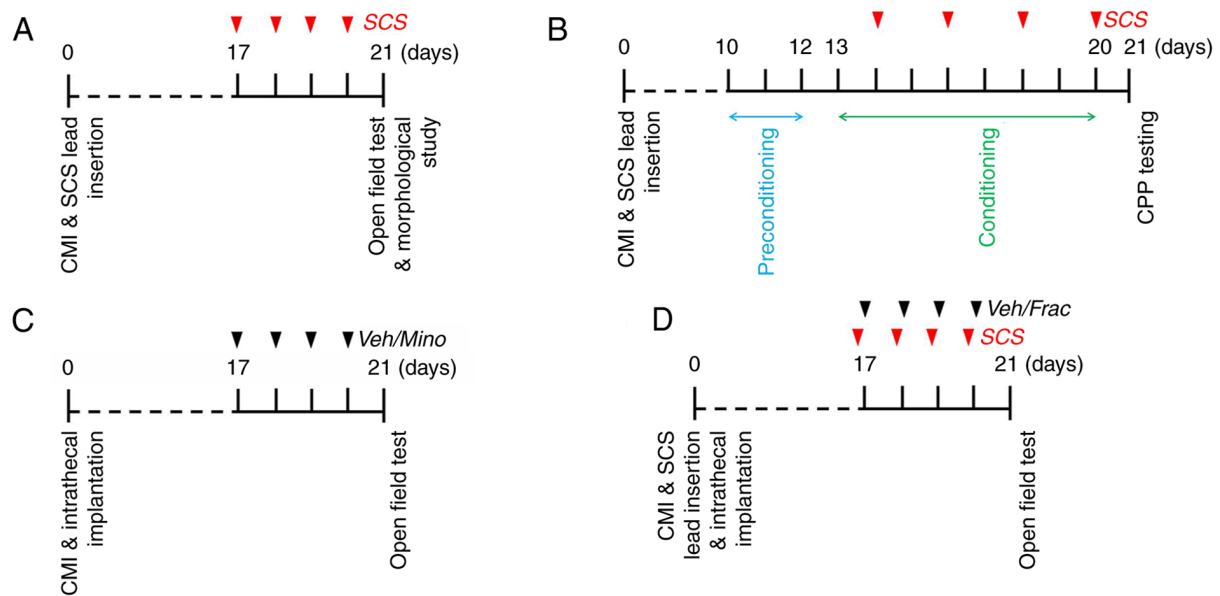 A
SCS
0
17
21 (days)
CMI & SCS lead
insertion
Open field test
& morphological
study
B
SCS
0
10
12
13
20
21 (days)
CMI & SCS lead
insertion
Preconditioning
Conditioning
CPP testing
C
Veh/Mino
0
17
21 (days)
CMI & intrathecal
implantation
Open field test
D
Veh/Frac
SCS
0
17
21 (days)
CMI & SCS
lead insertion
& intrathecal
implantation
Open field test